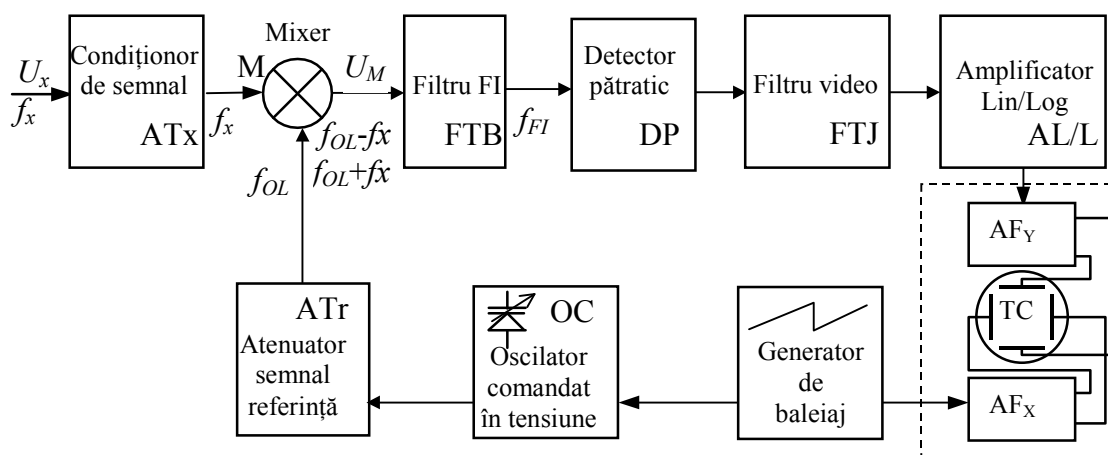 U_x
f_x
Condiționor
de semnal
ATx
f_x
Mixer
M
U_M
f_OL-fx
f_OL+fx
f_OL
Filtru FI
FTB
f_FI
Detector
pătratic
DP
Filtru video
FTJ
Amplificator
Lin/Log
AL/L
AF_Y
TC
AF_X
ATr
Atenuator
semnal
referință
OC
Oscilator
comandat
în tensiune
Generator
de
baleiaj